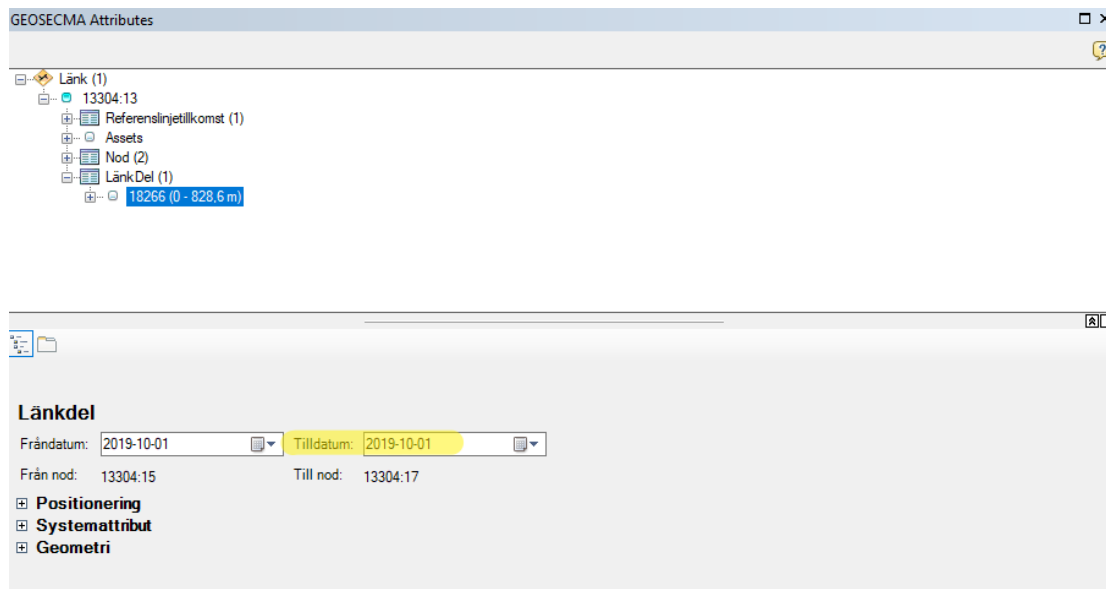 GEOSECMA Attributes
Länk (1)
13304:13
Referenslinjetillkomst (1)
Assets
Nod (2)
LänkDel (1)
18266 (0 - 828,6 m)
Länkdel
Fråndatum: 2019-10-01 Tilldatum: 2019-10-01
Från nod: 13304:15 Till nod: 13304:17
Positionering
Systemattribut
Geometri